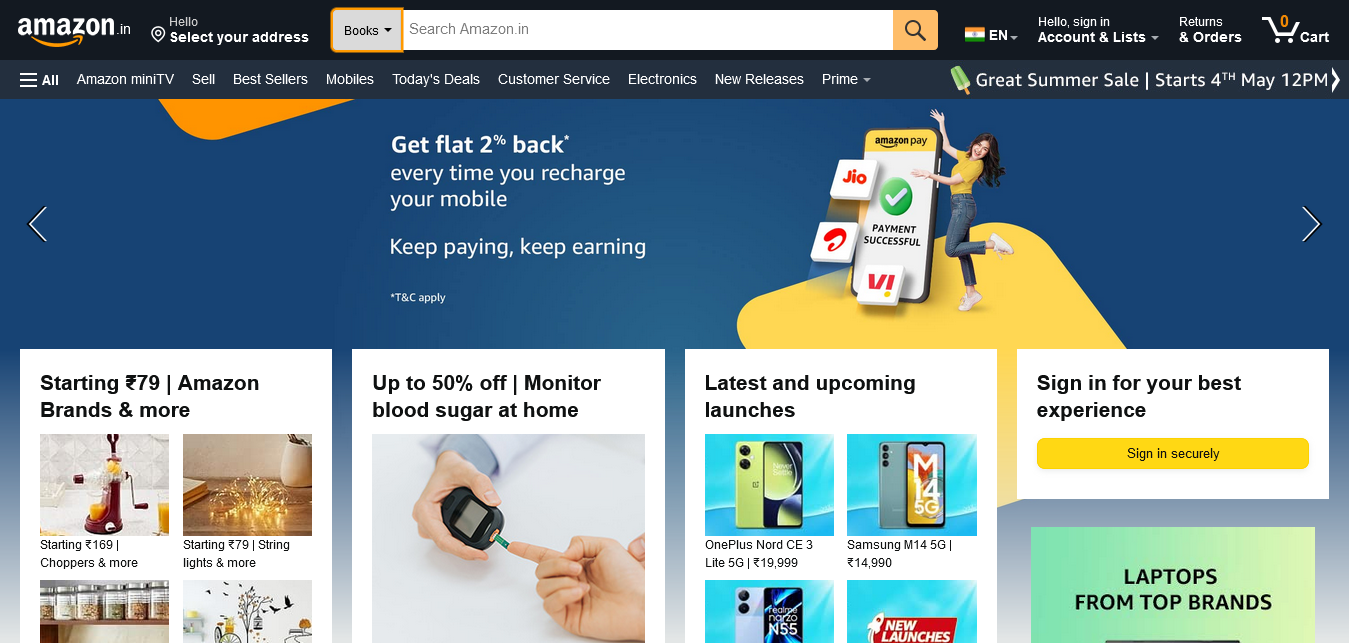 amazon.in
Hello
Select your address
Books
Search Amazon.in
EN
Hello, sign in
Account & Lists
Returns
& Orders
0
Cart
All
Amazon miniTV
Sell
Best Sellers
Mobiles
Today's Deals
Customer Service
Electronics
New Releases
Prime
Great Summer Sale | Starts 4TH May 12PM
Get flat 2% back*
every time you recharge
your mobile
Keep paying, keep earning
*T&C apply
amazon pay
Jio
PAYMENT
SUCCESSFUL
VI
Starting ₹79 | Amazon
Brands & more
Starting ₹169 |
Choppers & more
Starting ₹79 | String
lights & more
Up to 50% off | Monitor
blood sugar at home
Latest and upcoming
launches
Never
Settle
OnePlus Nord CE 3
Lite 5G | ₹19,999
M
14
5G
Samsung M14 5G |
₹14,990
realme
narzo
N55
NEW
LAUNCHES
Sign in for your best
experience
Sign in securely
LAPTOPS
FROM TOP BRANDS